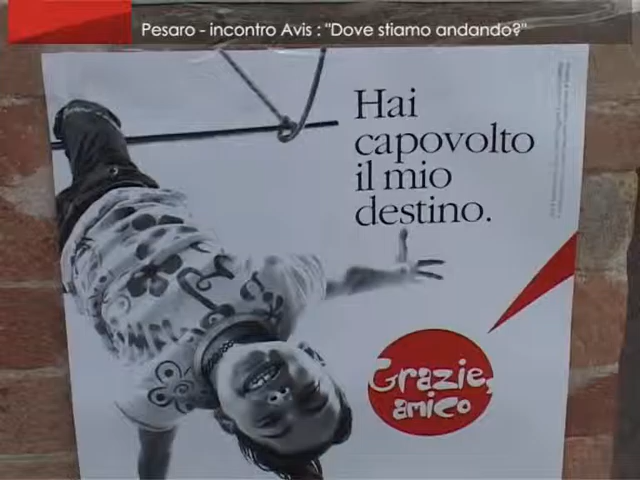 Pesaro - incontro Avis : "Dove stiamo andando?"
Hai
capovolto
il mio
destino.
Grazie,
amico